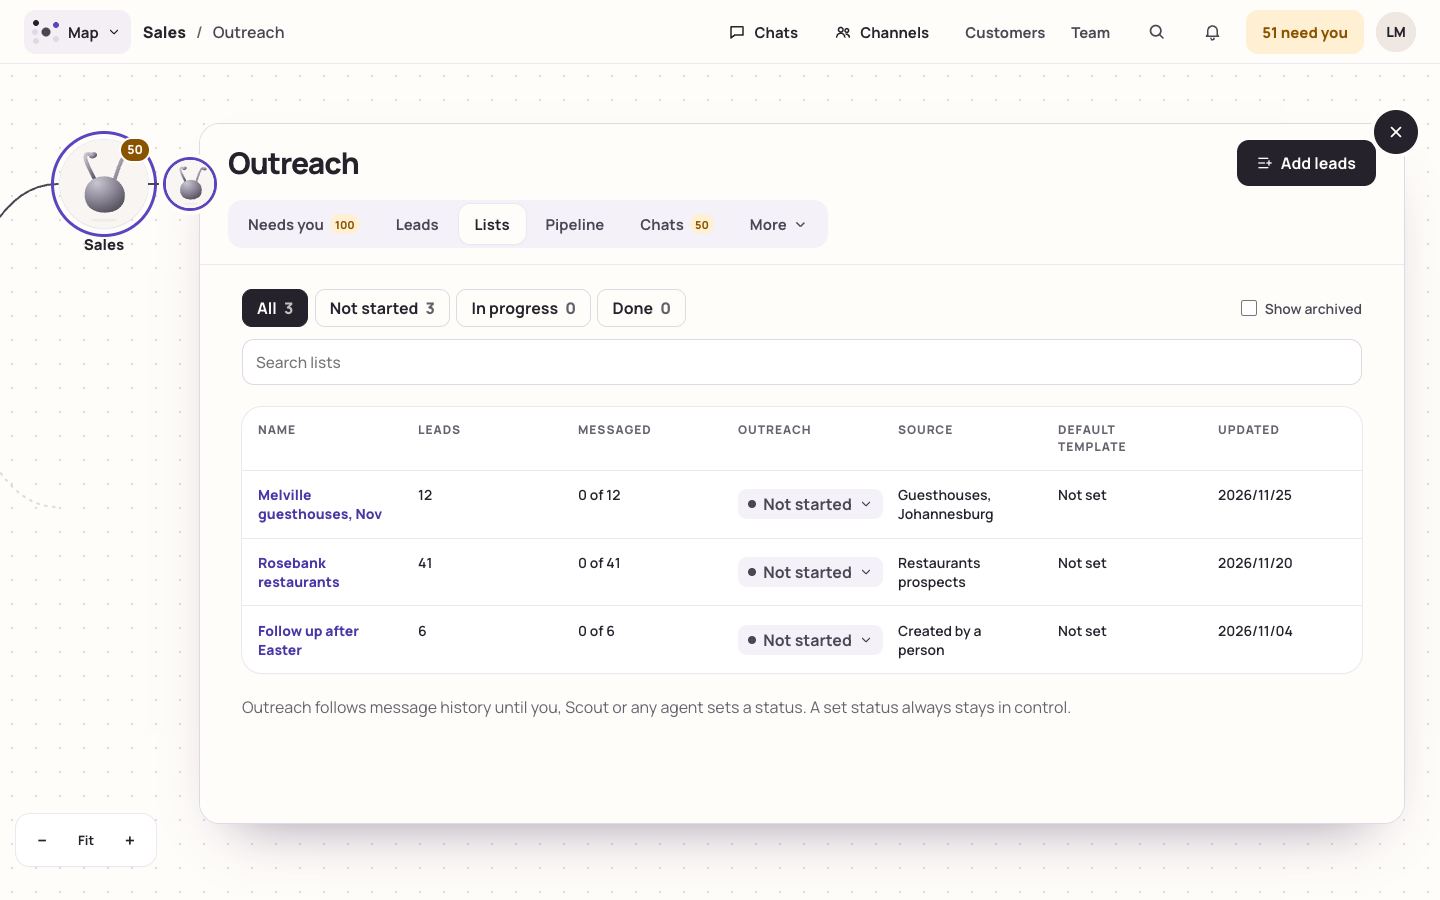 Map
Sales / Outreach
Chats
Channels
Customers
Team
51 need you
LM
50
Sales
Outreach
Add leads
Needs you 100
Leads
Lists
Pipeline
Chats 50
More
All 3
Not started 3
In progress 0
Done 0
Show archived
Search lists
NAME
LEADS
MESSAGED
OUTREACH
SOURCE
DEFAULT
TEMPLATE
UPDATED
Melville
guesthouses, Nov
12
0 of 12
Not started
Guesthouses,
Johannesburg
Not set
2026/11/25
Rosebank
restaurants
41
0 of 41
Not started
Restaurants
prospects
Not set
2026/11/20
Follow up after
Easter
6
0 of 6
Not started
Created by a
person
Not set
2026/11/04
Outreach follows message history until you, Scout or any agent sets a status. A set status always stays in control.
− Fit +